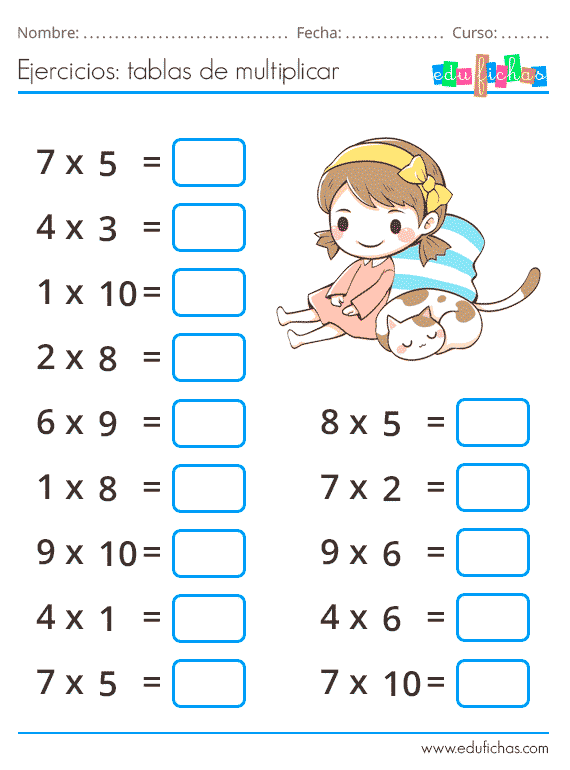 Nombre: ................................ Fecha: ............... Curso: ........
Ejercicios: tablas de multiplicar
edufichas
7 x 5 =
4 x 3 =
1 x 10 =
2 x 8 =
6 x 9 =
1 x 8 =
9 x 10 =
4 x 1 =
7 x 5 =
8 x 5 =
7 x 2 =
9 x 6 =
4 x 6 =
7 x 10 =
www.edufichas.com